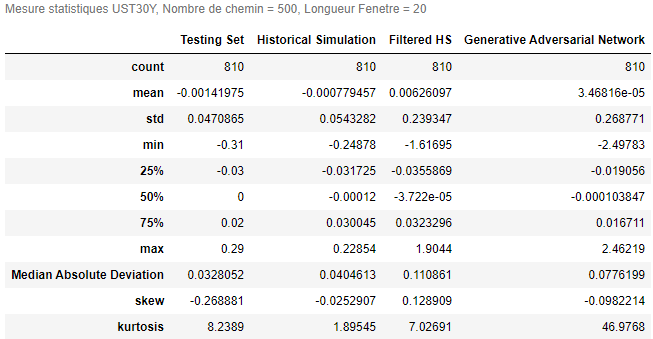 Mesure statistiques UST30Y, Nombre de chemin = 500, Longueur Fenetre = 20
Testing Set Historical Simulation Filtered HS Generative Adversarial Network
count 810 810 810 810
mean -0.00141975 -0.000779457 0.00626097 3.46816e-05
std 0.0470865 0.0543282 0.239347 0.268771
min -0.31 -0.24878 -1.61695 -2.49783
25% -0.03 -0.031725 -0.0355869 -0.019056
50% 0 -0.00012 -3.722e-05 -0.000103847
75% 0.02 0.030045 0.0323296 0.016711
max 0.29 0.22854 1.9044 2.46219
Median Absolute Deviation 0.0328052 0.0404613 0.110861 0.0776199
skew -0.268881 -0.0252907 0.128909 -0.0982214
kurtosis 8.2389 1.89545 7.02691 46.9768